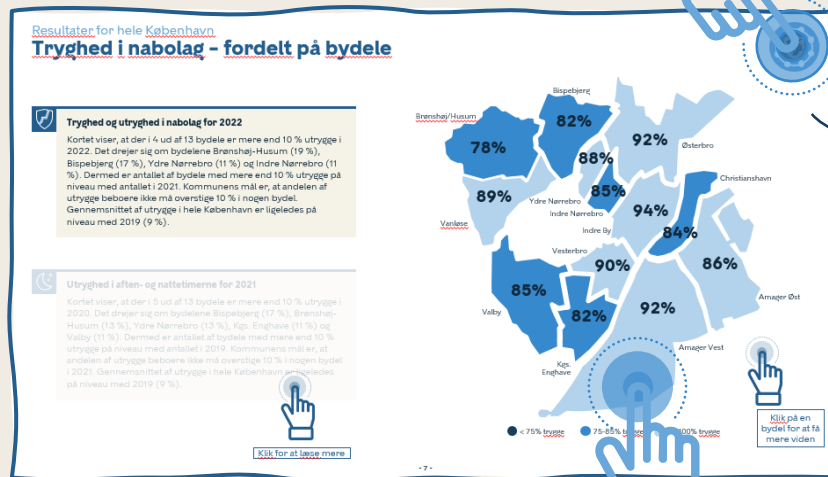 Resultater for hele København
Tryghed i nabolag – fordelt på bydele
Tryghed og utryghed i nabolag for 2022
Kortet viser, at der i 4 ud af 13 bydele er mere end 10 % utrygge i
2022. Det drejer sig om bydelene Brønshøj-Husum (19 %),
Bispebjerg (17 %), Ydre Nørrebro (11 %) og Indre Nørrebro (11
%). Dermed er antallet af bydele med mere end 10 % utrygge på
niveau med antallet i 2021. Kommunens mål er, at andelen af
utrygge beboere ikke må overstige 10 % i nogen bydel.
Gennemsnittet af utrygge i hele København er ligeledes på
niveau med 2019 (9 %).
Utryghed i aften- og nattetimerne for 2021
Kortet viser, at der i 5 ud af 13 bydele er mere end 10 % utrygge i
2020. Det drejer sig om bydelene Bispebjerg (17 %), Brønshøj-
Husum (13 %), Ydre Nørrebro (13 %), Kgs. Enghave (11 %) og
Valby (11 %). Dermed er antallet af bydele med mere end 10 %
utrygge på niveau med antallet i 2019. Kommunens mål er, at
andelen af utrygge beboere ikke må overstige 10 % i nogen bydel
i 2021. Gennemsnittet af utrygge i hele København er ligeledes
på niveau med 2019 (9 %).
Klik for at læse mere
Bispebjerg
Brønshøj/Husum
82%
92%
Østerbro
78%
88%
Christianshavn
89%
85%
Ydre Nørrebro
94%
Indre Nørrebro
Vanløse
Indre By
84%
Vesterbro
90%
86%
85%
Amager Øst
92%
Valby
82%
Amager Vest
Kgs.
Enghave
< 75% trygge
75-85%
trygge
Klik på en
bydel for at få
mere viden
- 7 -